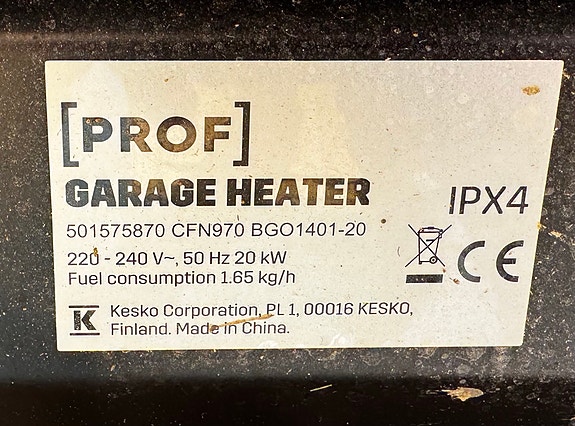 [PROF]
GARAGE HEATER
IPX4
501575870 CFN970 BGO1401-20
220 - 240 V~, 50 Hz 20 kW
Fuel consumption 1.65 kg/h
CE
K Kesko Corporation, PL 1, 00016 KESKO,
Finland. Made in China.